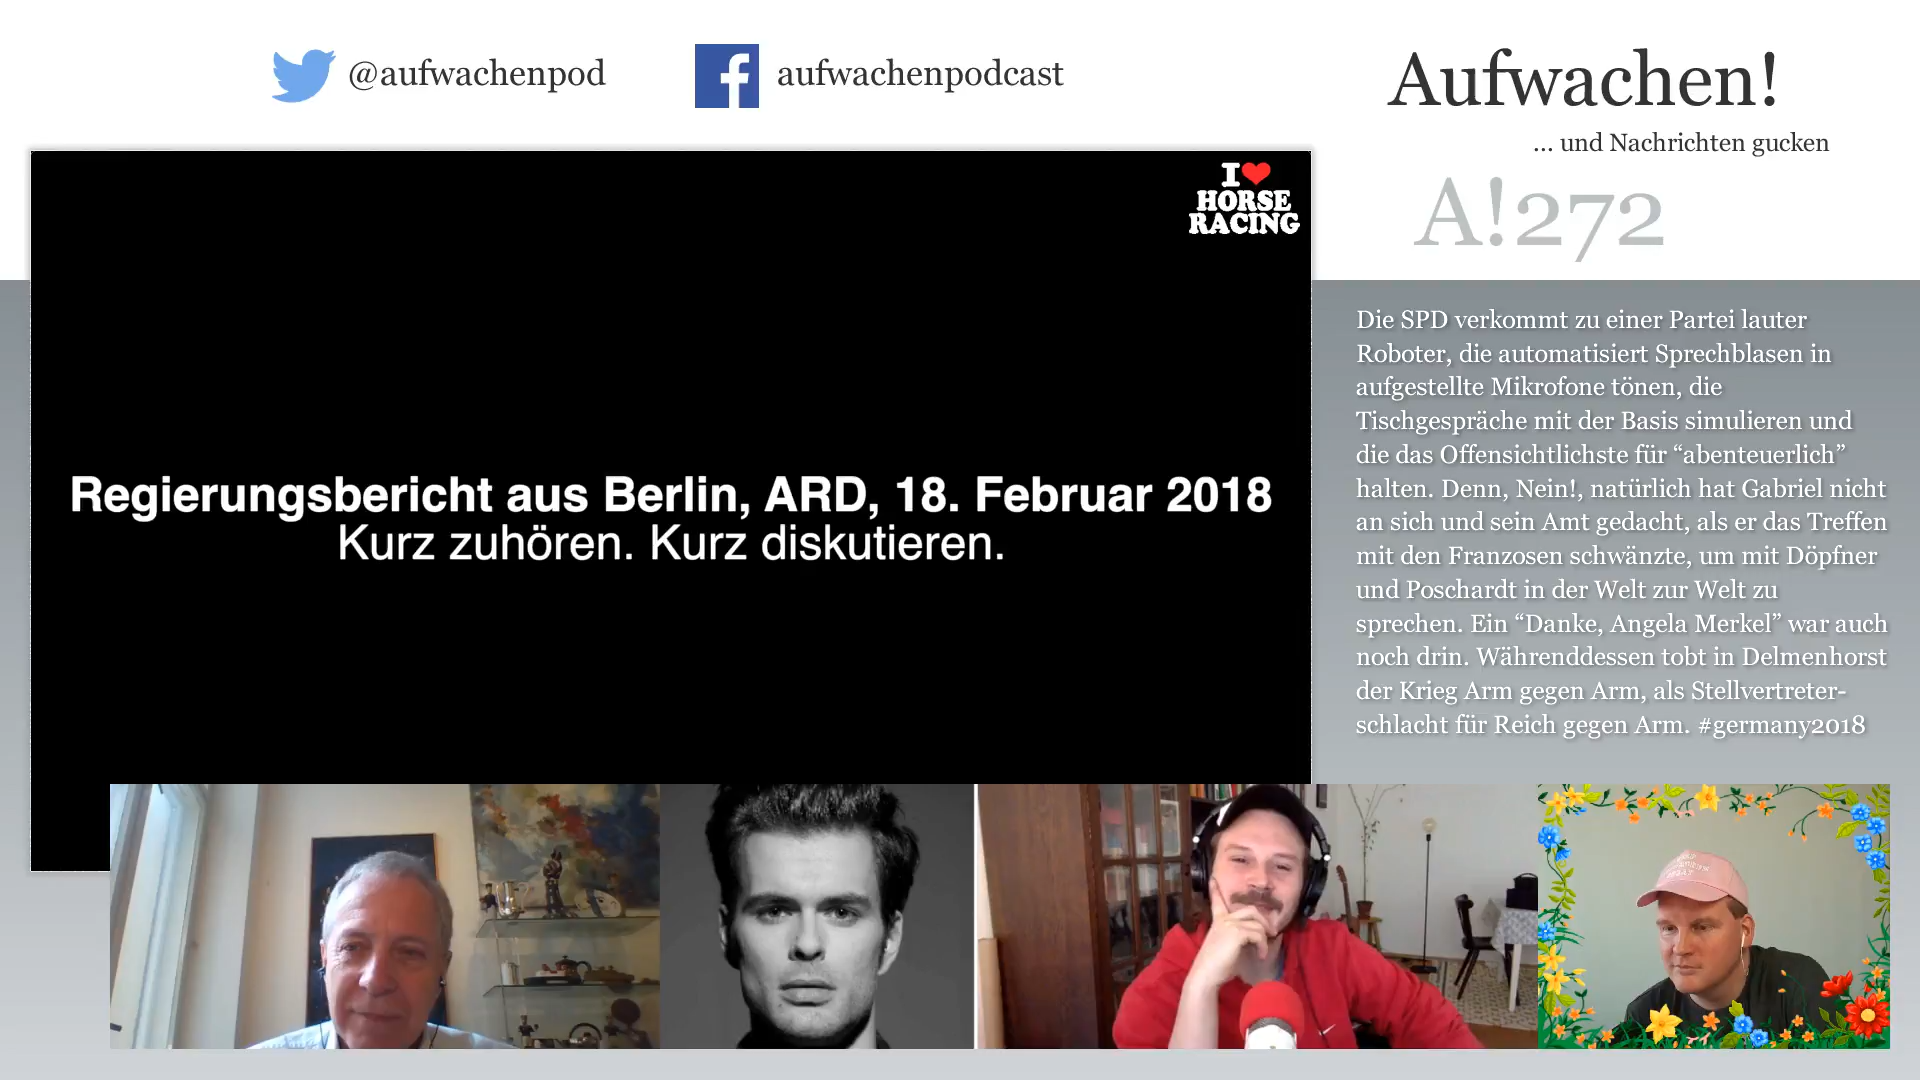 @aufwachenpod
aufwachenpodcast
Aufwachen!
... und Nachrichten gucken
A!272
I
HORSE
RACING
Regierungsbericht aus Berlin, ARD, 18. Februar 2018
Kurz zuhören. Kurz diskutieren.
Die SPD verkommt zu einer Partei lauter
Roboter, die automatisiert Sprechblasen in
aufgestellte Mikrofone tönen, die
Tischgespräche mit der Basis simulieren und
die das Offensichtlichste für “abenteuerlich”
halten. Denn, Nein!, natürlich hat Gabriel nicht
an sich und sein Amt gedacht, als er das Treffen
mit den Franzosen schwänzte, um mit Döpfner
und Poschardt in der Welt zur Welt zu
sprechen. Ein “Danke, Angela Merkel” war auch
noch drin. Währenddessen tobt in Delmenhorst
der Krieg Arm gegen Arm, als Stellvertreter-
schlacht für Reich gegen Arm. #germany2018